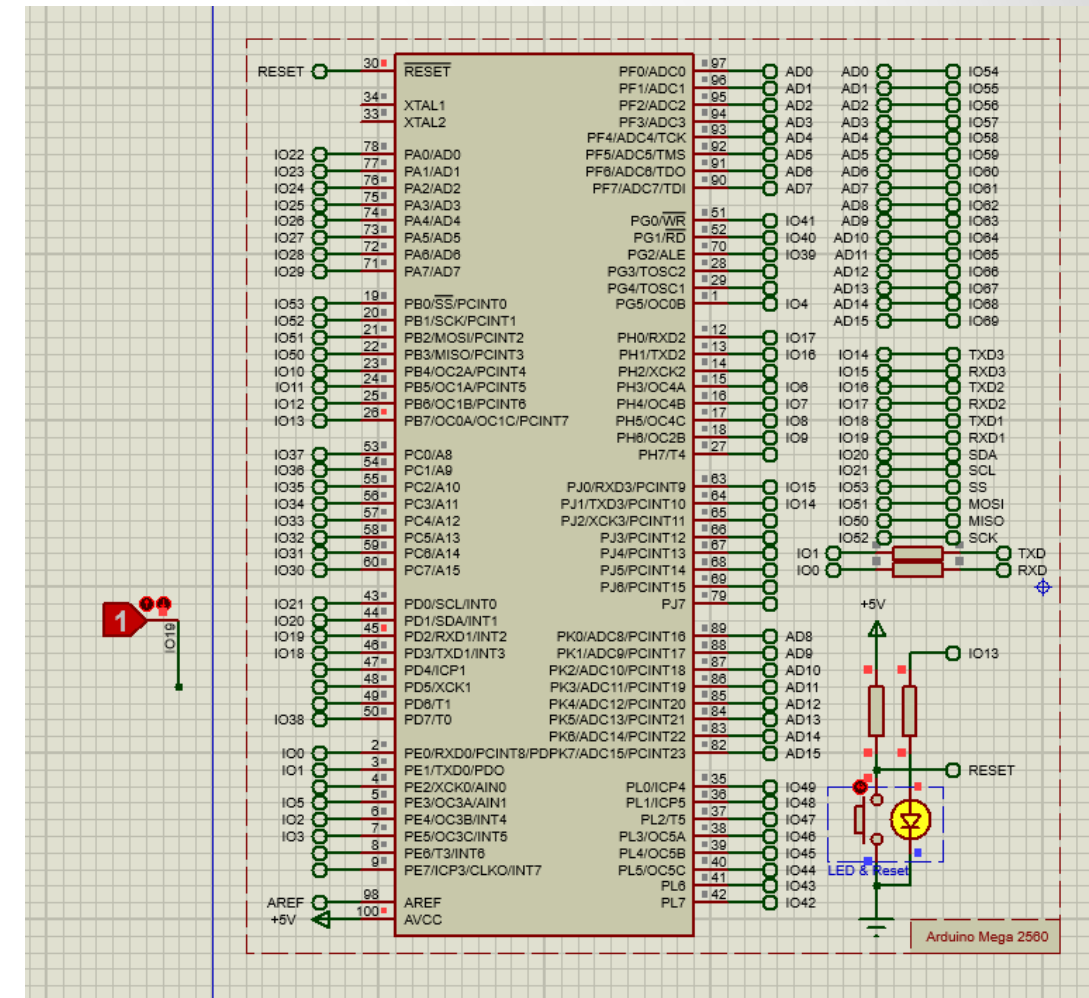 RESET 30 RESET PF0/ADC0 97 AD0 AD0 IO54
PF1/ADC1 96 AD1 AD1 IO55
34 XTAL1 PF2/ADC2 95 AD2 AD2 IO56
33 XTAL2 PF3/ADC3 94 AD3 AD3 IO57
PF4/ADC4/TCK 93 AD4 AD4 IO58
IO22 78 PA0/AD0 PF5/ADC5/TMS 92 AD5 AD5 IO59
IO23 77 PA1/AD1 PF6/ADC6/TDO 91 AD6 AD6 IO60
IO24 76 PA2/AD2 PF7/ADC7/TDI 90 AD7 AD7 IO61
IO25 75 PA3/AD3 AD8 IO62
IO26 74 PA4/AD4 PG0/WR 51 IO41 AD9 IO63
IO27 73 PA5/AD5 PG1/RD 52 IO40 AD10 IO64
IO28 72 PA6/AD6 PG2/ALE 70 IO39 AD11 IO65
IO29 71 PA7/AD7 PG3/TOSC2 28 AD12 IO66
PG4/TOSC1 29 AD13 IO67
IO53 19 PB0/SS/PCINT0 PG5/OC0B 1 IO4 AD14 IO68
IO52 20 PB1/SCK/PCINT1 AD15 IO69
IO51 21 PB2/MOSI/PCINT2 PH0/RXD2 12 IO17
IO50 22 PB3/MISO/PCINT3 PH1/TXD2 13 IO16 IO14 TXD3
IO10 23 PB4/OC2A/PCINT4 PH2/XCK2 14 IO15 RXD3
IO11 24 PB5/OC1A/PCINT5 PH3/OC4A 15 IO6 IO16 TXD2
IO12 25 PB6/OC1B/PCINT6 PH4/OC4B 16 IO7 IO17 RXD2
IO13 26 PB7/OC0A/OC1C/PCINT7 PH5/OC4C 17 IO8 IO18 TXD1
PH6/OC2B 18 IO9 IO19 RXD1
IO37 53 PC0/A8 PH7/T4 27 IO20 SDA
IO36 54 PC1/A9 IO21 SCL
IO35 55 PC2/A10 PJ0/RXD3/PCINT9 63 IO15 IO53 SS
IO34 56 PC3/A11 PJ1/TXD3/PCINT10 64 IO14 IO51 MOSI
IO33 57 PC4/A12 PJ2/XCK3/PCINT11 65 IO50 MISO
IO32 58 PC5/A13 PJ3/PCINT12 66 IO52 SCK
IO31 59 PC6/A14 PJ4/PCINT13 67 IO1 TXD
IO30 60 PC7/A15 PJ5/PCINT14 68 IO0 RXD
PJ6/PCINT15 69
IO21 43 PD0/SCL/INT0 PJ7 79 +5V
1 IO20 44 PD1/SDA/INT1
IO19 IO19 45 PD2/RXD1/INT2 PK0/ADC8/PCINT16 89 AD8
IO18 46 PD3/TXD1/INT3 PK1/ADC9/PCINT17 88 AD9 IO13
47 PD4/ICP1 PK2/ADC10/PCINT18 87 AD10
48 PD5/XCK1 PK3/ADC11/PCINT19 86 AD11
49 PD6/T1 PK4/ADC12/PCINT20 85 AD12
IO38 50 PD7/T0 PK5/ADC13/PCINT21 84 AD13
PK6/ADC14/PCINT22 83 AD14
IO0 2 PE0/RXD0/PCINT8/PDPK7/ADC15/PCINT23 82 AD15
IO1 3 PE1/TXD0/PDO RESET
4 PE2/XCK0/AIN0 PL0/ICP4 35 IO49
IO5 5 PE3/OC3A/AIN1 PL1/ICP5 36 IO48
IO2 6 PE4/OC3B/INT4 PL2/T5 37 IO47
IO3 7 PE5/OC3C/INT5 PL3/OC5A 38 IO46
8 PE6/T3/INT6 PL4/OC5B 39 IO45
9 PE7/ICP3/CLKO/INT7 PL5/OC5C 40 IO44 LED & Reset
PL6 41 IO43
AREF 98 AREF PL7 42 IO42
+5V 100 AVCC
Arduino Mega 2560